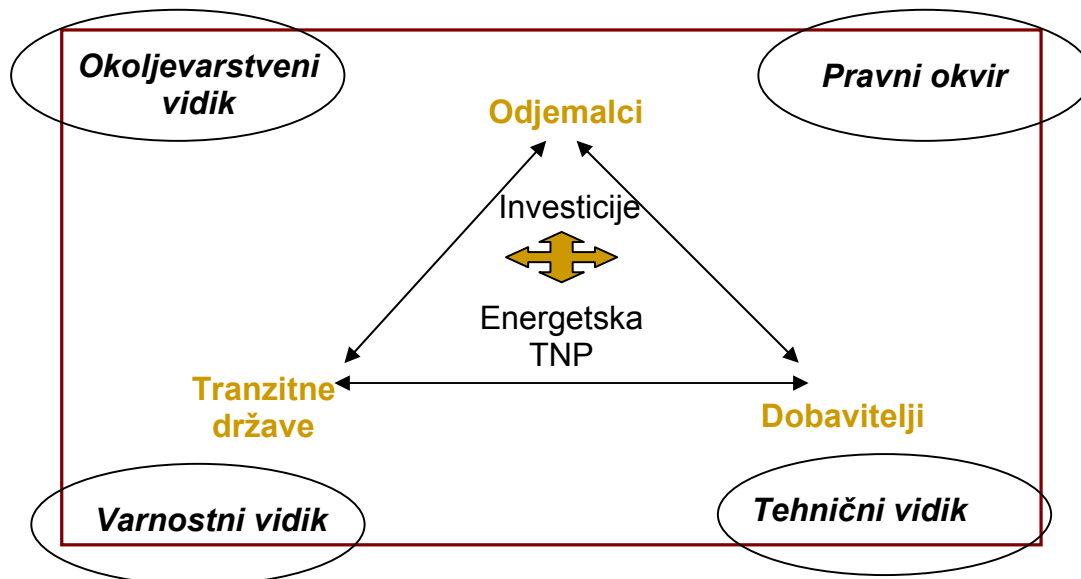 Okoljevarstveni
vidik
Pravni okvir
Odjemalci
Investicije
Energetska
TNP
Tranzitne
države
Dobavitelji
Varnostni vidik
Tehnični vidik